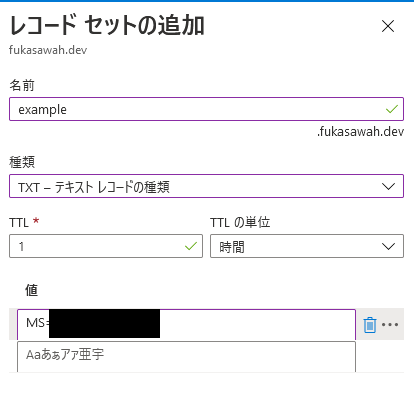 レコード セットの追加
fukasawah.dev
名前
example
.fukasawah.dev
種類
TXT – テキスト レコードの種類
TTL * TTL の単位
1 時間
値
MS=
Aaあぁアァ亜宇